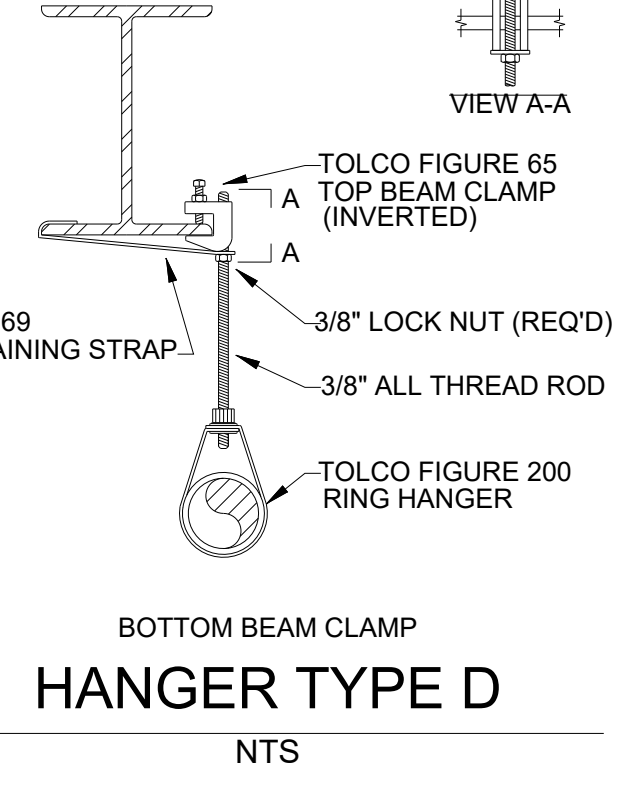 VIEW A-A
TOLCO FIGURE 65
TOP BEAM CLAMP
(INVERTED)
A
A
3/8" LOCK NUT (REQ'D)
69
AINING STRAP
3/8" ALL THREAD ROD
TOLCO FIGURE 200
RING HANGER
BOTTOM BEAM CLAMP
HANGER TYPE D
NTS